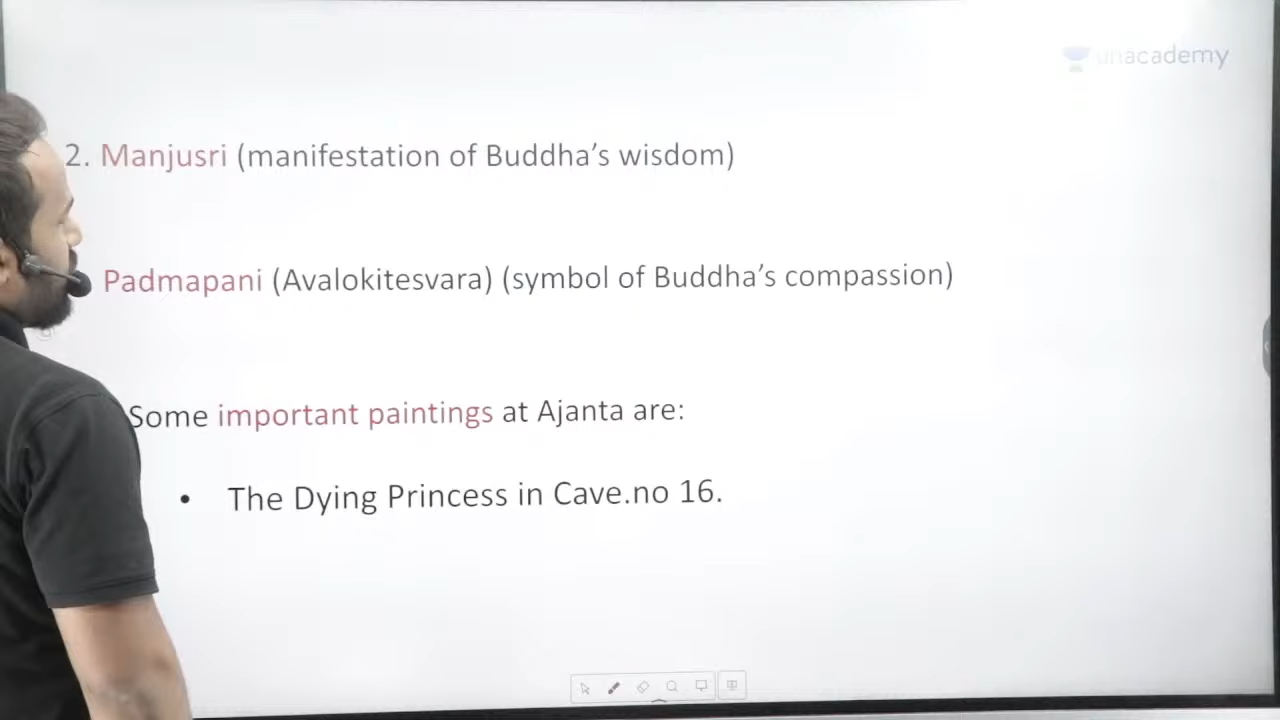 unacademy
2. Manjusri (manifestation of Buddha’s wisdom)
Padmapani (Avalokitesvara) (symbol of Buddha’s compassion)
Some important paintings at Ajanta are:
• The Dying Princess in Cave.no 16.